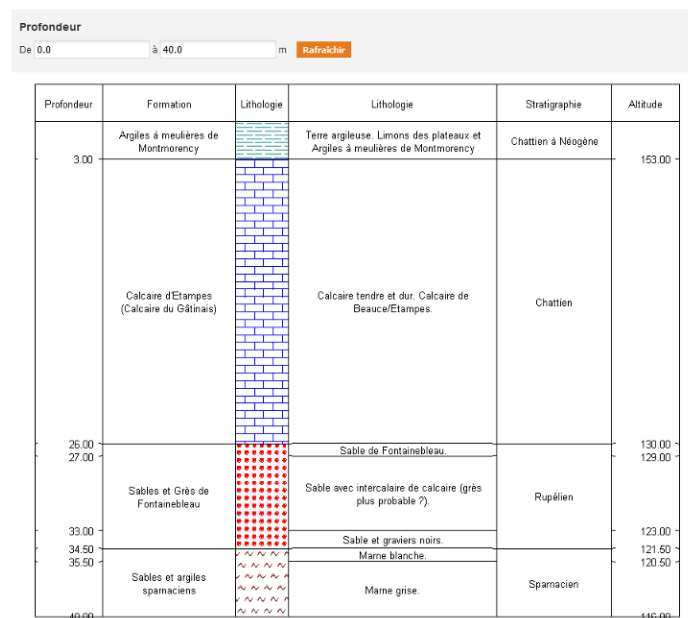 Profondeur
De 0.0 à 40.0 m Rafraîchir
Profondeur Formation Lithologie Lithologie Stratigraphie Altitude
Argiles à meulières de Montmorency
Terre argileuse. Limons des plateaux et Argiles à meulières de Montmorency
Chattien à Néogène
3.00 153.00
Calcaire d'Etampes
(Calcaire du Gâtinais)
Calcaire tendre et dur. Calcaire de Beauce/Etampes.
Chattien
26.00 130.00
Sable de Fontainebleau.
27.00 129.00
Sables et Grès de Fontainebleau
Sable avec intercalaire de calcaire (grès plus probable ?).
Rupélien
33.00 123.00
Sable et graviers noirs.
34.50 121.50
Marne blanche.
35.50 120.50
Sables et argiles sparnaciens
Marne grise.
Sparnacien
40.00 116.00